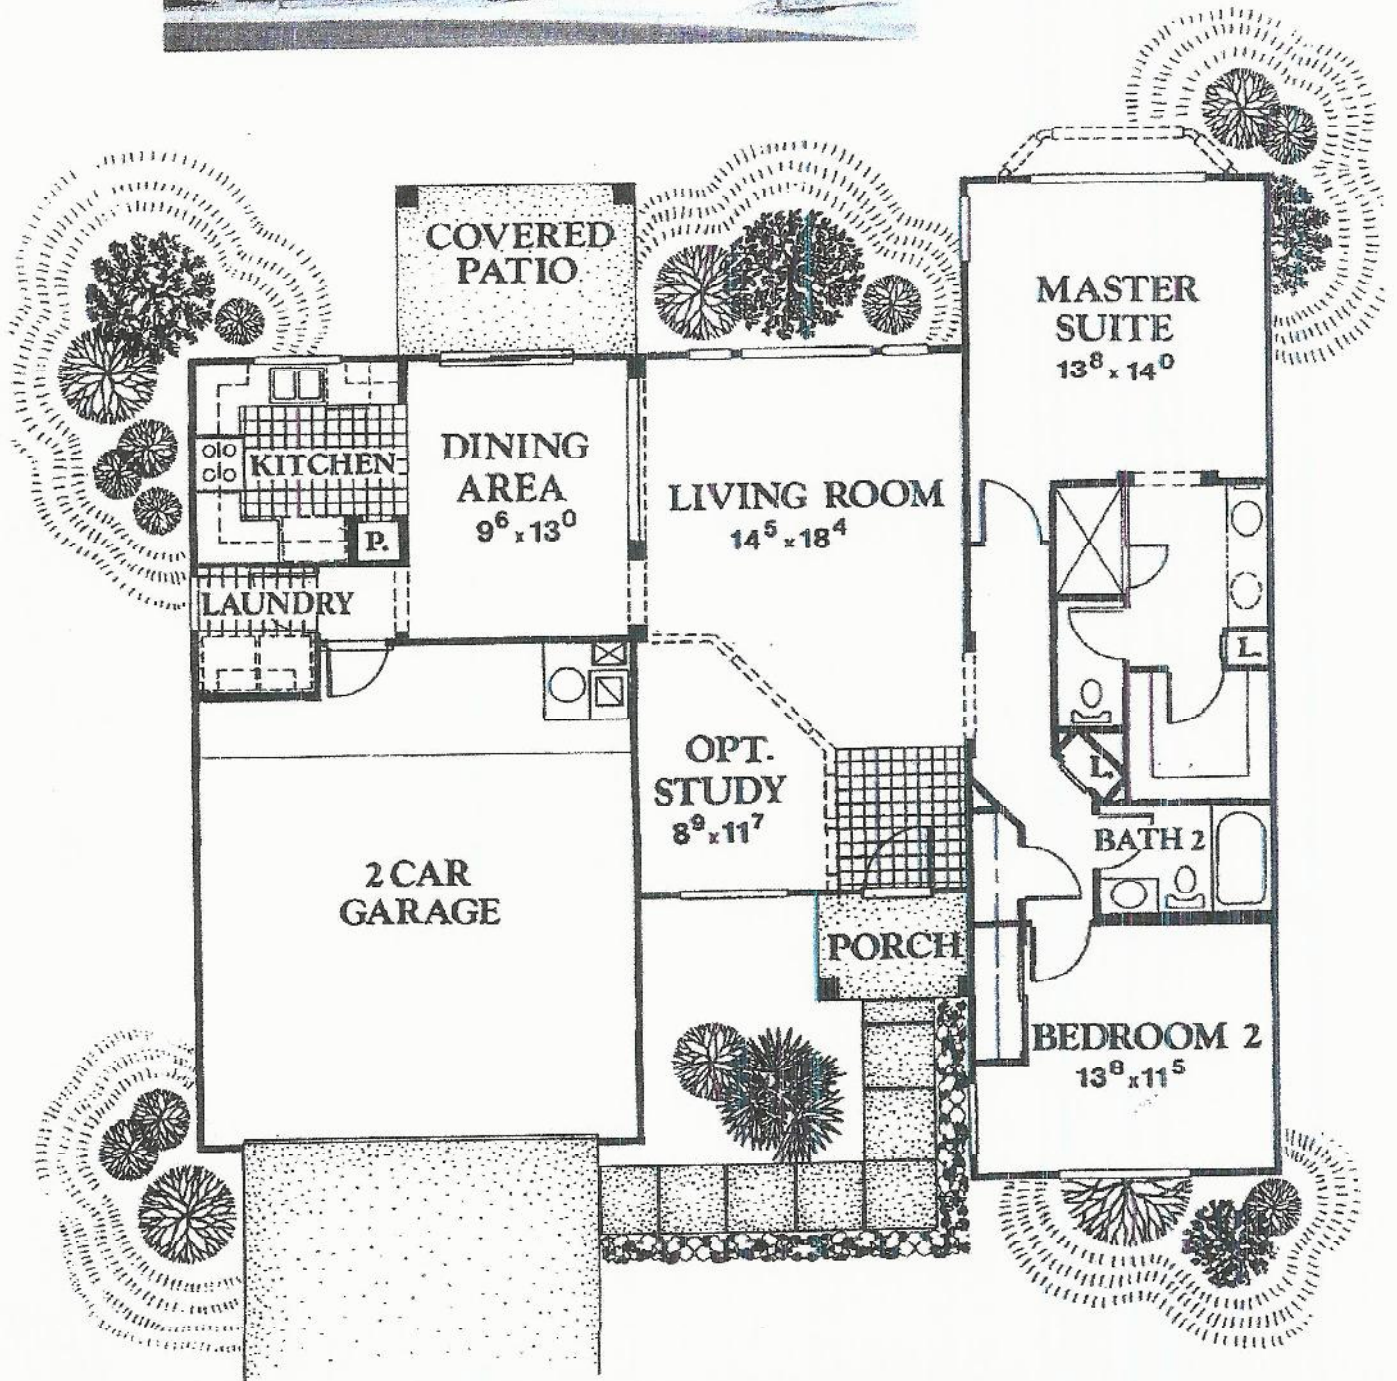 COVERED
PATIO
MASTER
SUITE
13⁸ x 14⁰
KITCHEN
DINING
AREA
9⁶ x 13⁰
LIVING ROOM
14⁵ x 18⁴
P.
LAUNDRY
L.
OPT.
STUDY
8⁹ x 11⁷
L.
BATH 2
2 CAR
GARAGE
PORCH
BEDROOM 2
13⁸ x 11⁵